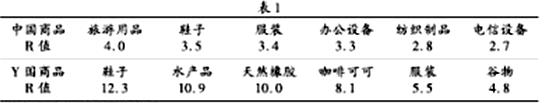 表1
中国商品 旅游用品 鞋子 服装 办公设备 纺织制品 电信设备
R 值 4.0 3.5 3.4 3.3 2.8 2.7
Y 国商品 鞋子 水产品 天然橡胶 咖啡可可 服装 谷物
R 值 12.3 10.9 10.0 8.1 5.5 4.8